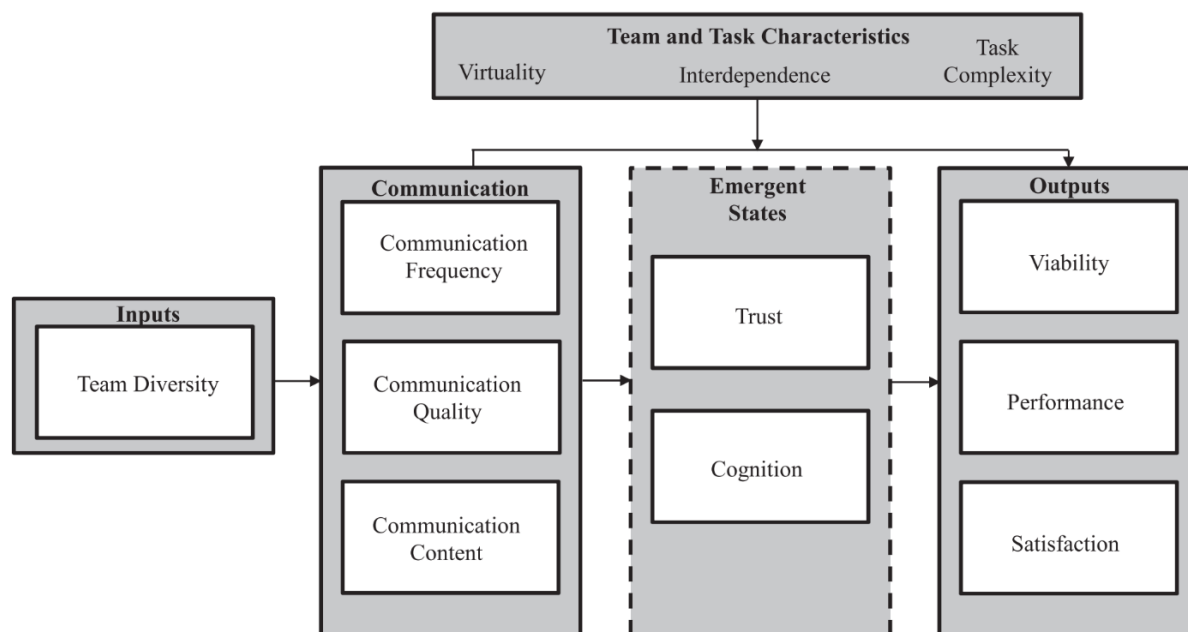 Team and Task Characteristics
Virtuality
Interdependence
Task
Complexity
Inputs
Team Diversity
Communication
Communication
Frequency
Communication
Quality
Communication
Content
Emergent
States
Trust
Cognition
Outputs
Viability
Performance
Satisfaction